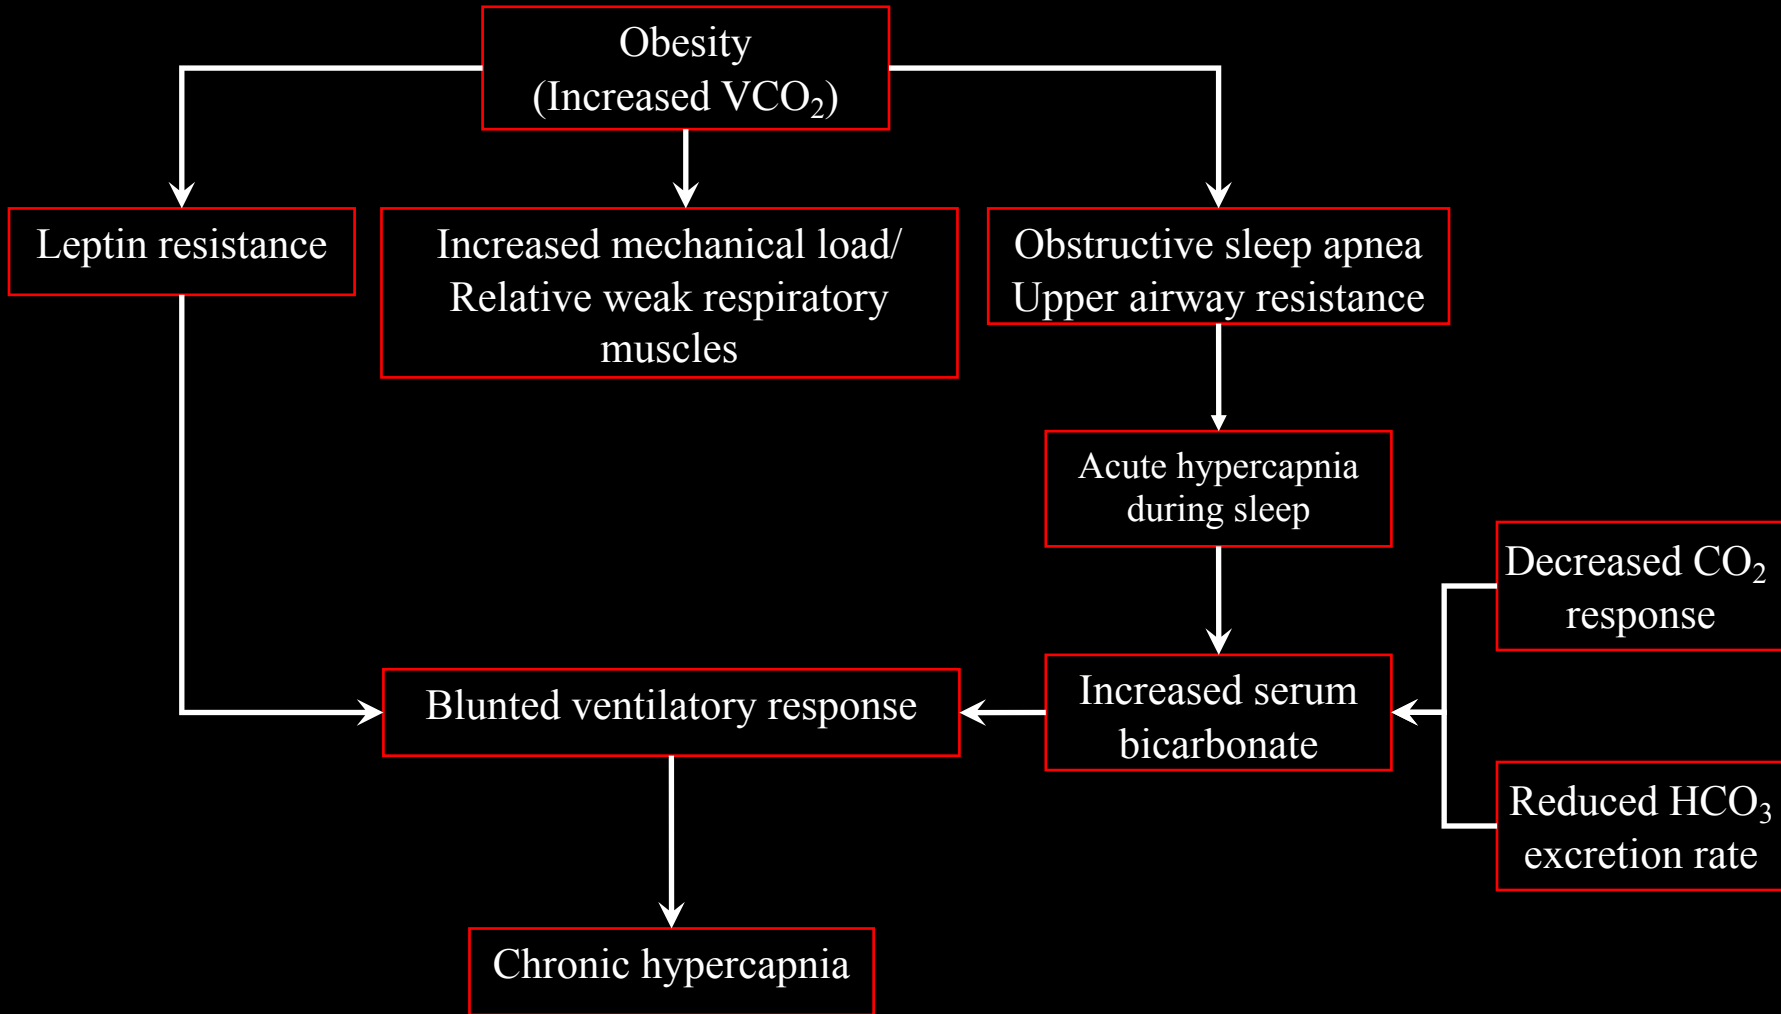 Obesity
(Increased VCO₂)
Leptin resistance
Increased mechanical load/
Relative weak respiratory
muscles
Obstructive sleep apnea
Upper airway resistance
Acute hypercapnia
during sleep
Decreased CO₂
response
Blunted ventilatory response
Increased serum
bicarbonate
Reduced HCO₃
excretion rate
Chronic hypercapnia